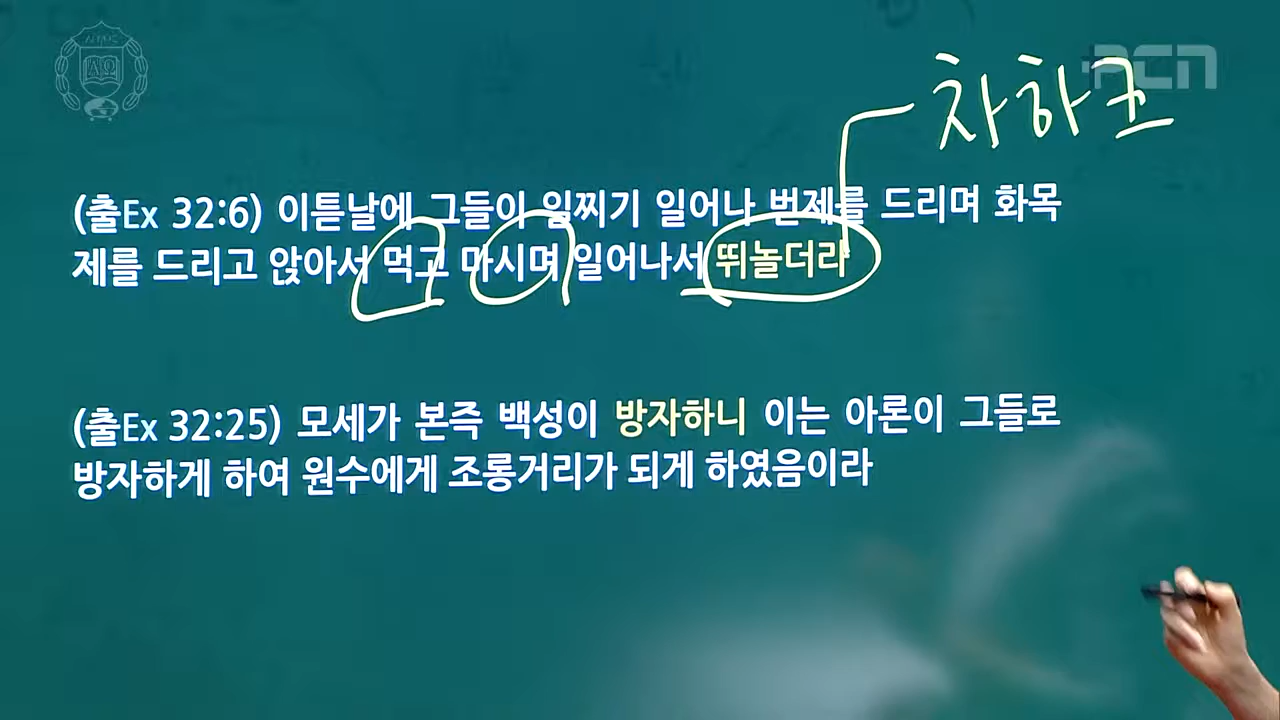 차하크
(출Ex 32:6) 이튿날에 그들이 일찌기 일어나 번제를 드리며 화목
제를 드리고 앉아서 먹고 마시며 일어나서 뛰놀더라
(출Ex 32:25) 모세가 본즉 백성이 방자하니 이는 아론이 그들로
방자하게 하여 원수에게 조롱거리가 되게 하였음이라